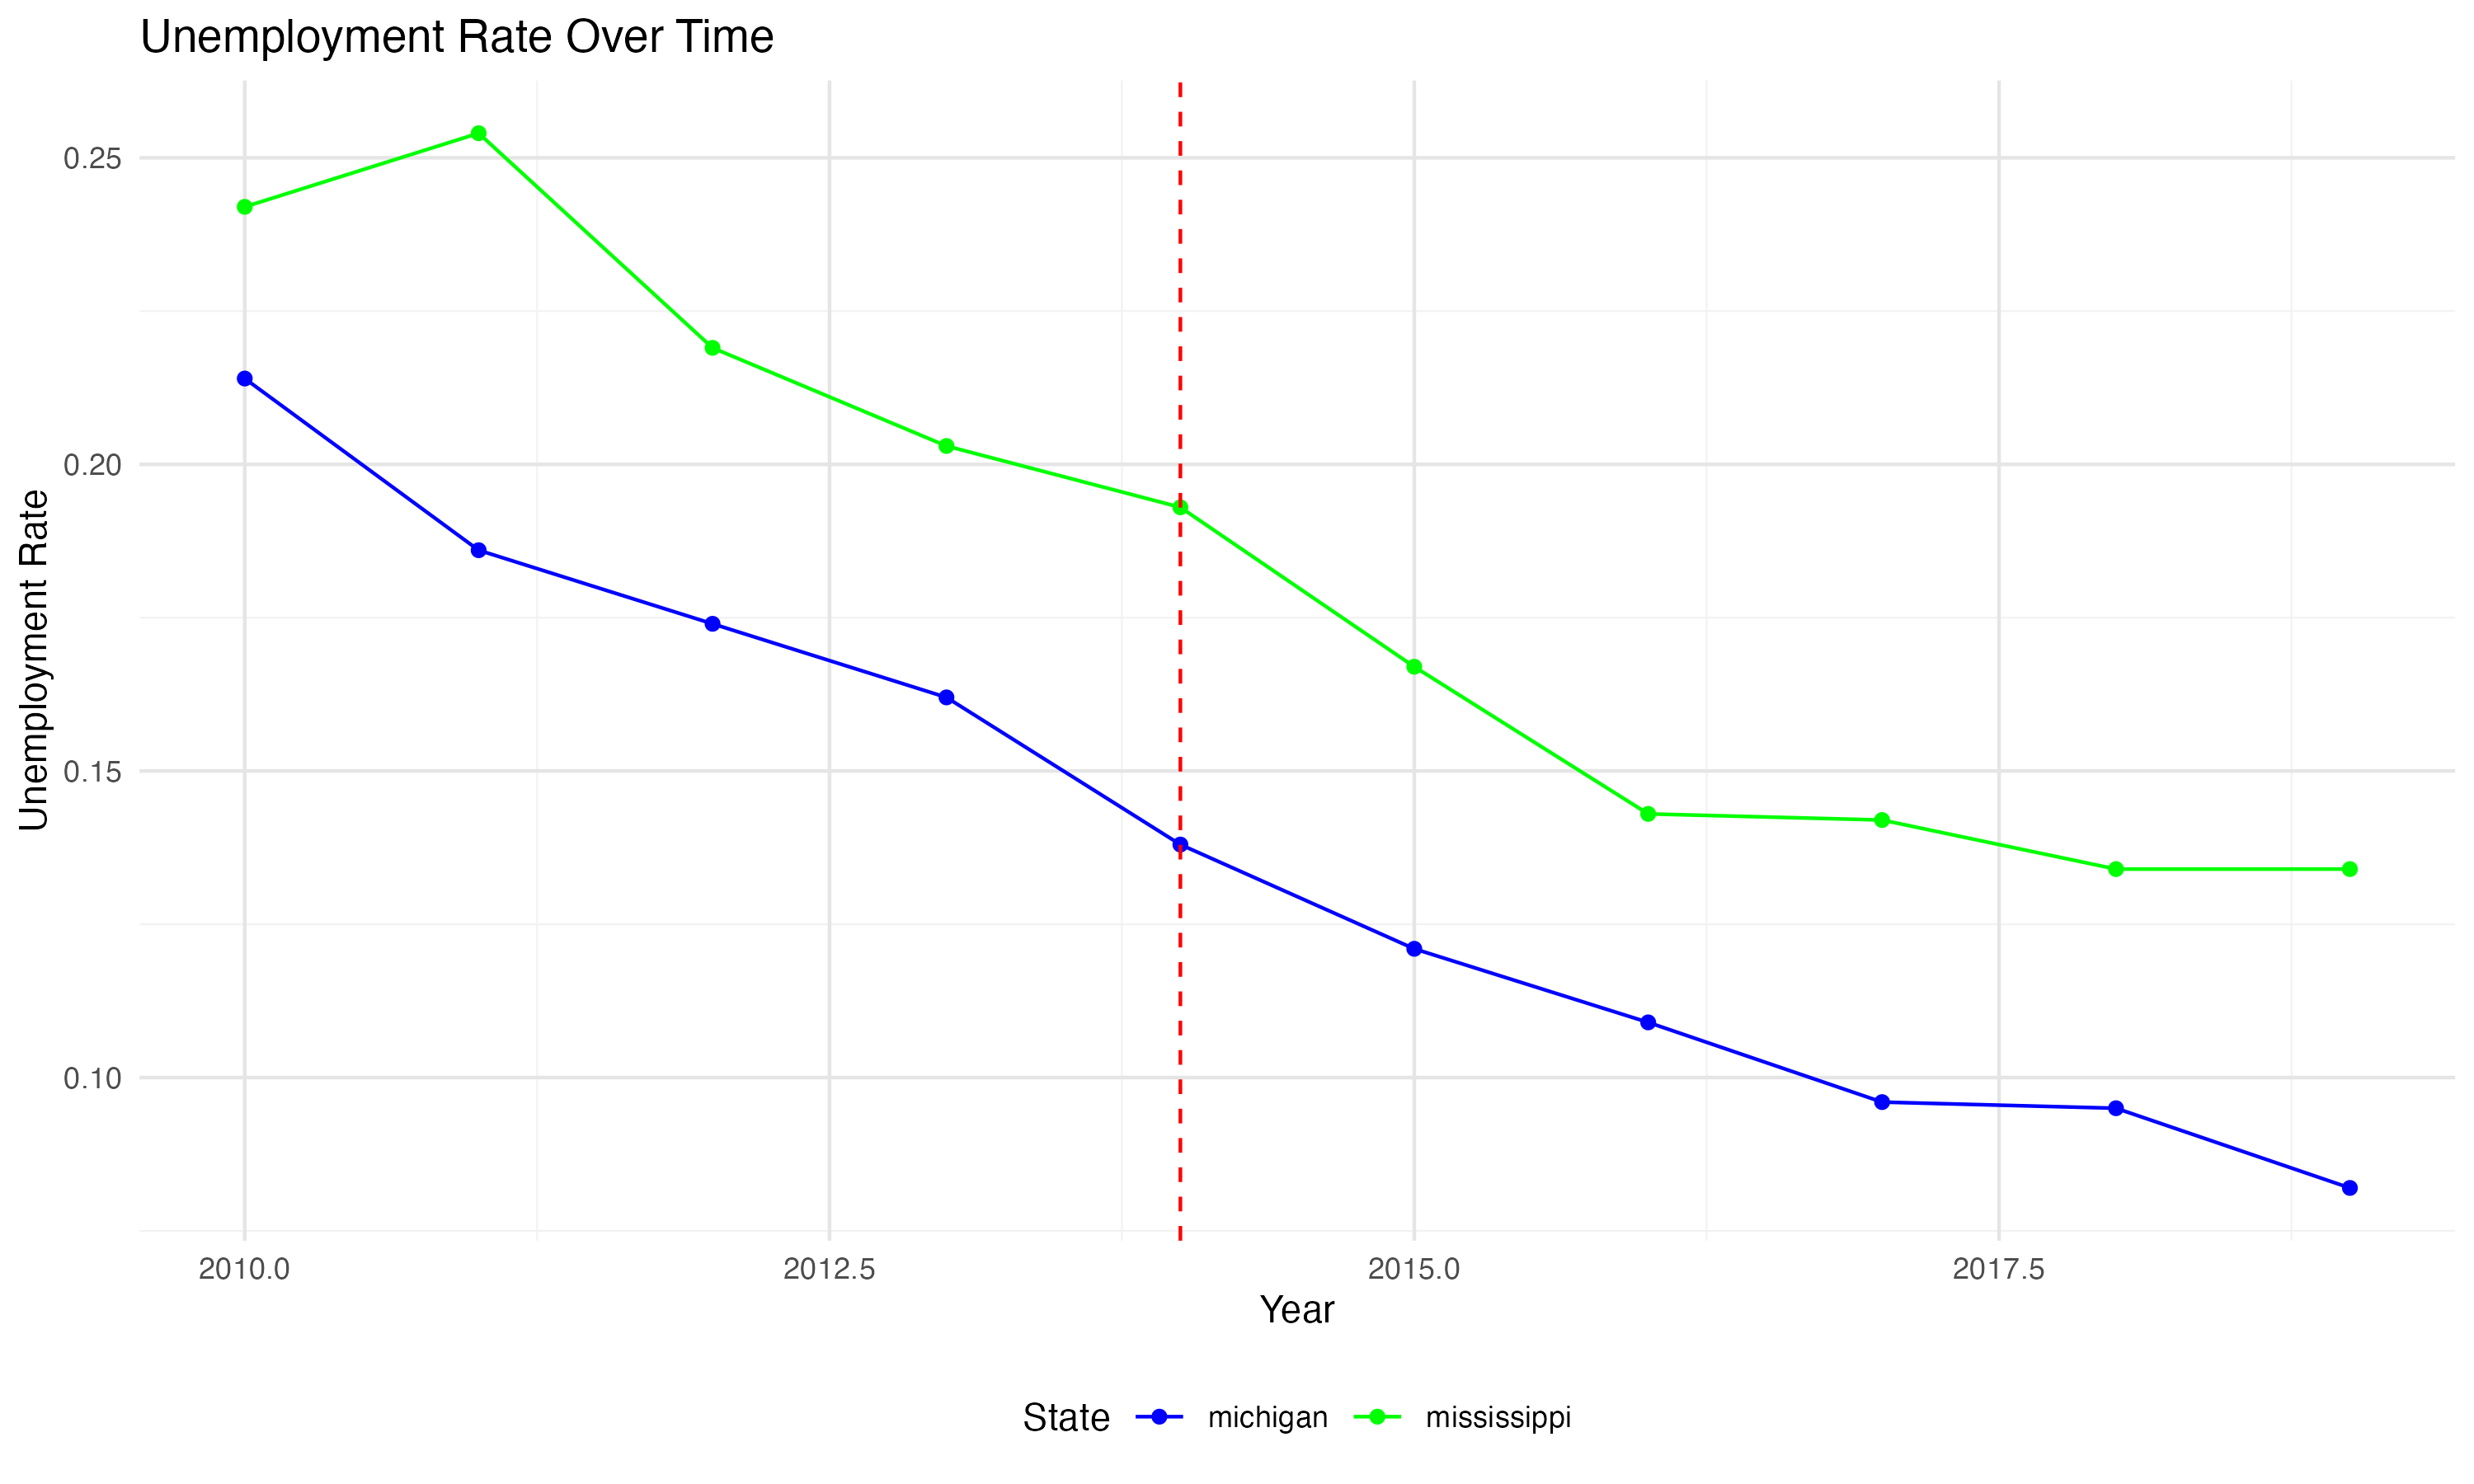 Unemployment Rate Over Time
Unemployment Rate
0.25
0.20
0.15
0.10
2010.0 2012.5 2015.0 2017.5
Year
State michigan mississippi